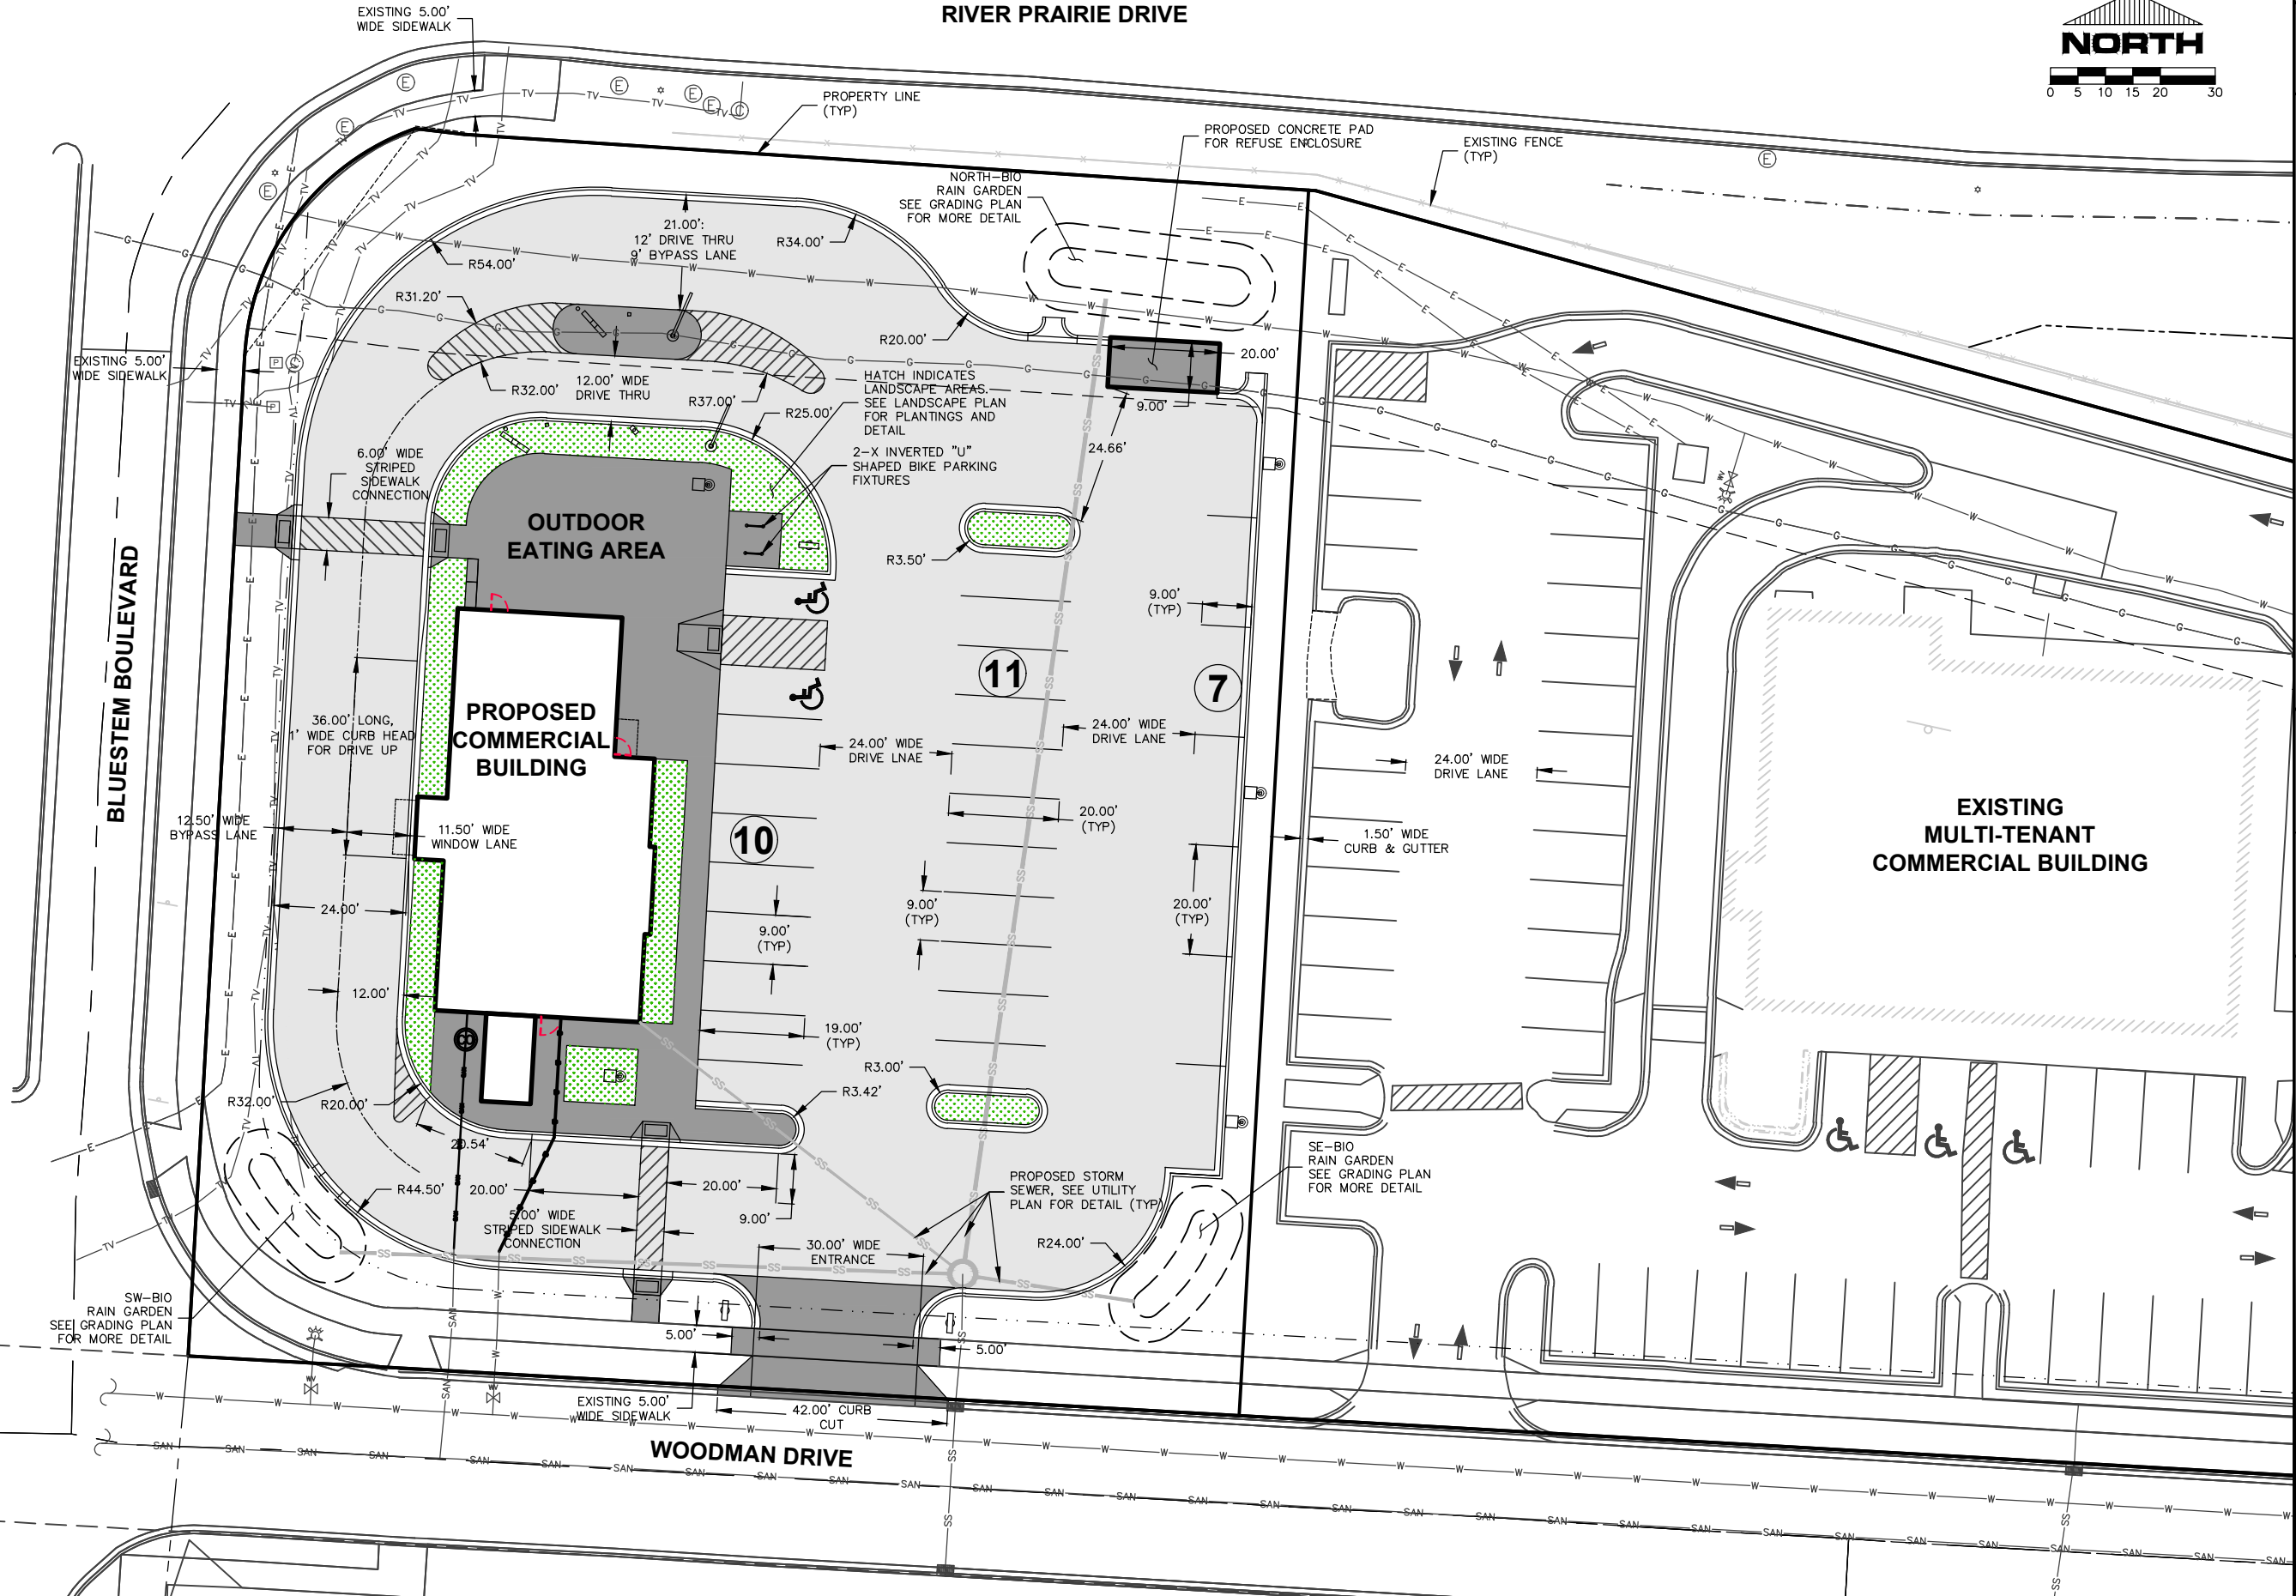 RIVER PRAIRIE DRIVE
EXISTING 5.00'
WIDE SIDEWALK
NORTH
0 5 10 15 20 30
PROPERTY LINE
(TYP)
PROPOSED CONCRETE PAD
FOR REFUSE ENCLOSURE
EXISTING FENCE
(TYP)
NORTH-BIO
RAIN GARDEN
SEE GRADING PLAN
FOR MORE DETAIL
21.00':
12' DRIVE THRU
9' BYPASS LANE
R34.00'
R54.00'
R31.20'
R20.00'
20.00'
EXISTING 5.00'
WIDE SIDEWALK
R32.00'
12.00' WIDE
DRIVE THRU
R37.00'
R25.00'
HATCH INDICATES
LANDSCAPE AREAS.
SEE LANDSCAPE PLAN
FOR PLANTINGS AND
DETAIL
9.00
24.66'
6.00' WIDE
STRIPED
SIDEWALK
CONNECTION
2-X INVERTED "U"
SHAPED BIKE PARKING
FIXTURES
OUTDOOR
EATING AREA
R3.50'
9.00'
(TYP)
BLUESTEM BOULEVARD
11
7
PROPOSED
COMMERCIAL
BUILDING
36.00' LONG,
1' WIDE CURB HEAD
FOR DRIVE UP
24.00' WIDE
DRIVE LNAE
24.00' WIDE
DRIVE LANE
24.00' WIDE
DRIVE LANE
12.50' WIDE
BYPASS LANE
11.50' WIDE
WINDOW LANE
10
20.00'
(TYP)
1.50' WIDE
CURB & GUTTER
EXISTING
MULTI-TENANT
COMMERCIAL BUILDING
24.00'
9.00'
(TYP)
9.00'
(TYP)
20.00'
(TYP)
12.00'
19.00'
(TYP)
R3.00'
R3.42'
R32.00'
R20.00'
20.54'
R44.50'
20.00'
20.00'
9.00'
5.00' WIDE
STRIPED SIDEWALK
CONNECTION
PROPOSED STORM
SEWER, SEE UTILITY
PLAN FOR DETAIL (TYP)
SE-BIO
RAIN GARDEN
SEE GRADING PLAN
FOR MORE DETAIL
30.00' WIDE
ENTRANCE
R24.00'
SW-BIO
RAIN GARDEN
SEE GRADING PLAN
FOR MORE DETAIL
5.00'
5.00'
EXISTING 5.00'
WIDE SIDEWALK
42.00' CURB
CUT
WOODMAN DRIVE